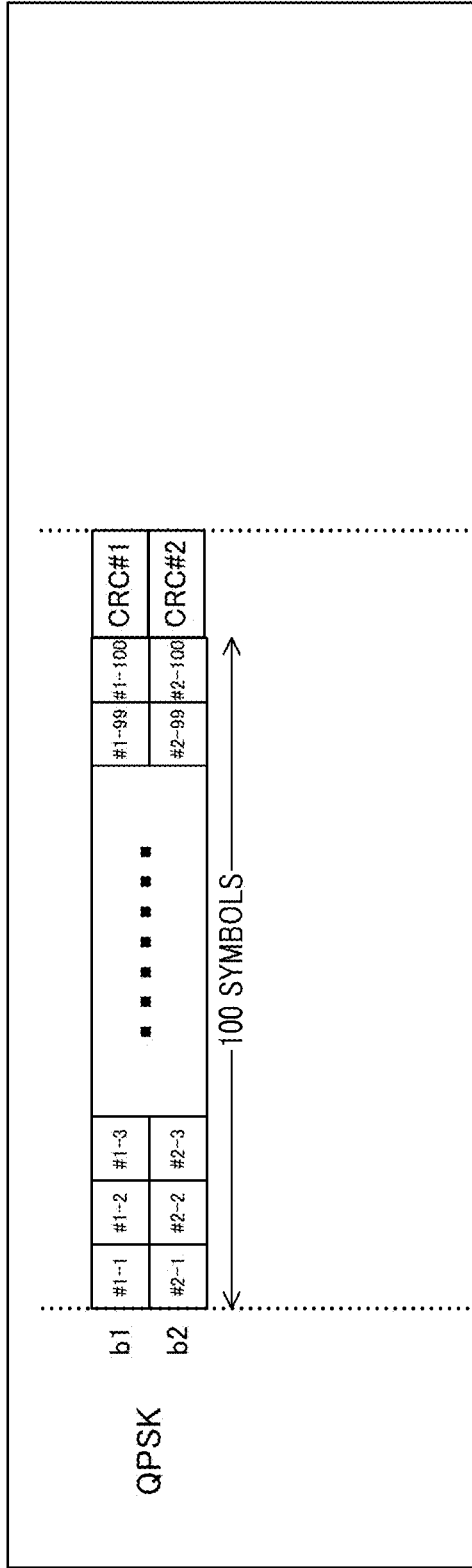 QPSK
b1 #1-1 #1-2 #1-3 ....... #1-99 #1-100 CRC#1
b2 #2-1 #2-2 #2-3 #2-99 #2-100 CRC#2
100 SYMBOLS